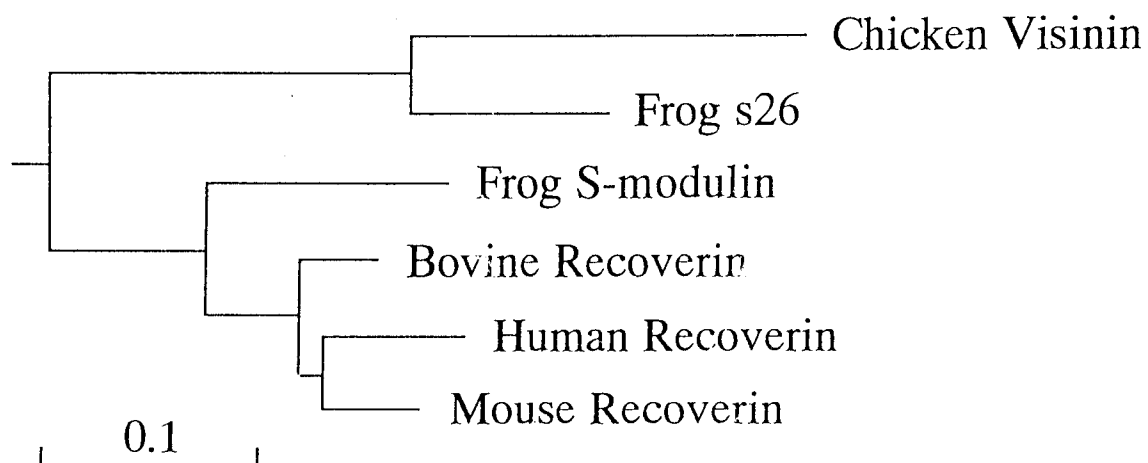 Chicken Visinin
Frog s26
Frog S-modulin
Bovine Recoverin
Human Recoverin
Mouse Recoverin
0.1